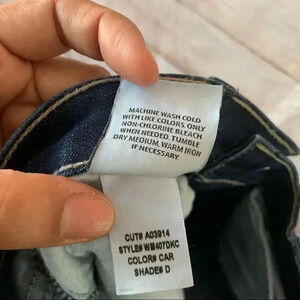 MACHINE WASH COLD
WITH LIKE COLORS. ONLY
NON-CHLORINE BLEACH
WHEN NEEDED. TUMBLE
DRY MEDIUM. WARM IRON
IF NECESSARY.
CUT# A03914
STYLE# WM407DKC
COLOR# CAR
SHADE# D